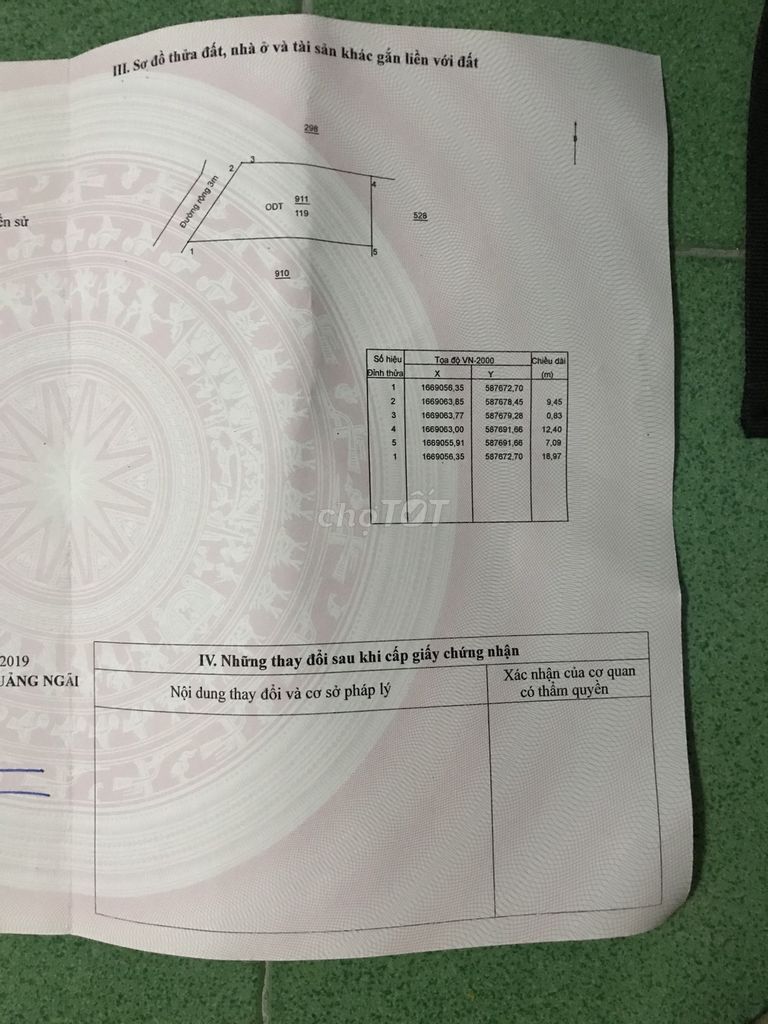 III. Sơ đồ thửa đất, nhà ở và tài sản khác gắn liền với đất
298
2
3
4
Đường rộng 3m
ODT
911
119
528
ến sử
1
5
910
Số hiệu Đỉnh thửa | Tọa độ VN-2000 X | Y | Chiều dài (m)
1 1669056,35 587672,70
2 1669063,85 587678,45 9,45
3 1669063,77 587679,28 0,83
4 1669063,00 587691,66 12,40
5 1669055,91 587691,66 7,09
1 1669056,35 587672,70 18,97
chợTỐT
2019
UẢNG NGÃI
IV. Những thay đổi sau khi cấp giấy chứng nhận
Nội dung thay đổi và cơ sở pháp lý
Xác nhận của cơ quan
có thẩm quyền